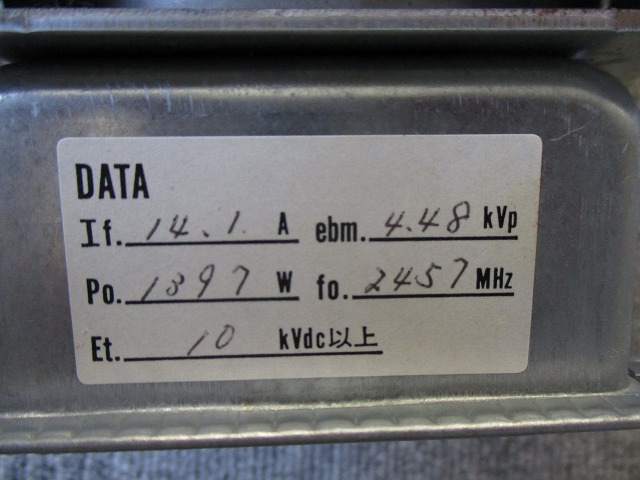 DATA
If. 14.1 A ebm. 4.48 kVp
Po. 1397 W fo. 2457 MHz
Et. 10 kVdc以上